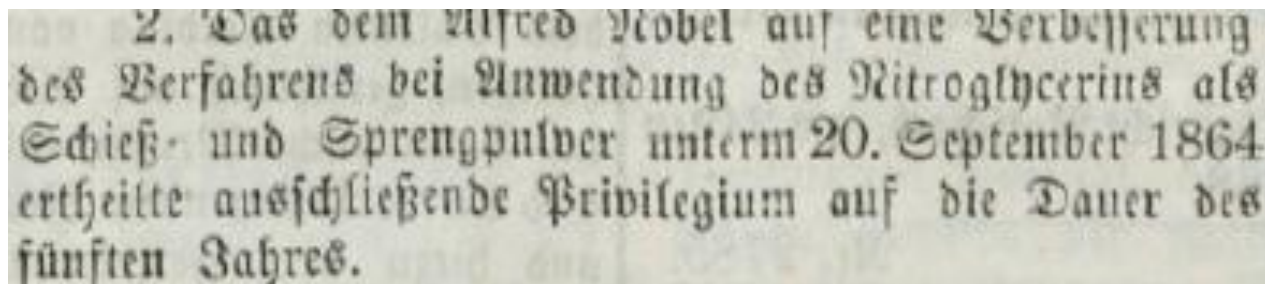 2. Das dem Alfred Nobel auf eine Verbesserung
des Verfahrens bei Anwendung des Nitroglycerins als
Schieß- und Sprengpulver unterm 20. September 1864
ertheilte ausschließende Privilegium auf die Dauer des
fünften Jahres.